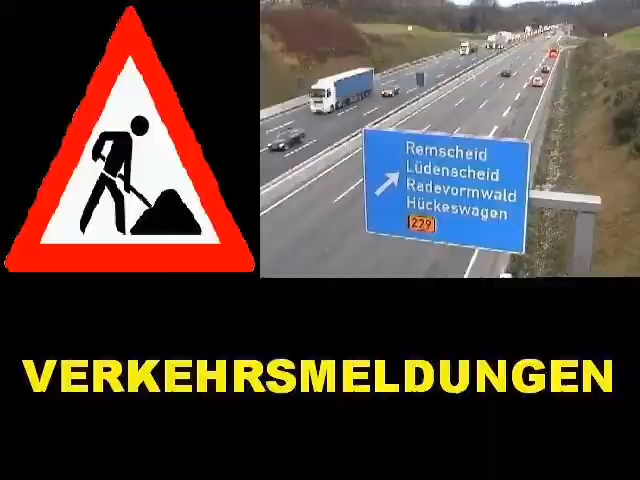 Remscheid
Lüdenscheid
Radevormwald
Hückeswagen
229
VERKEHRSMELDUNGEN